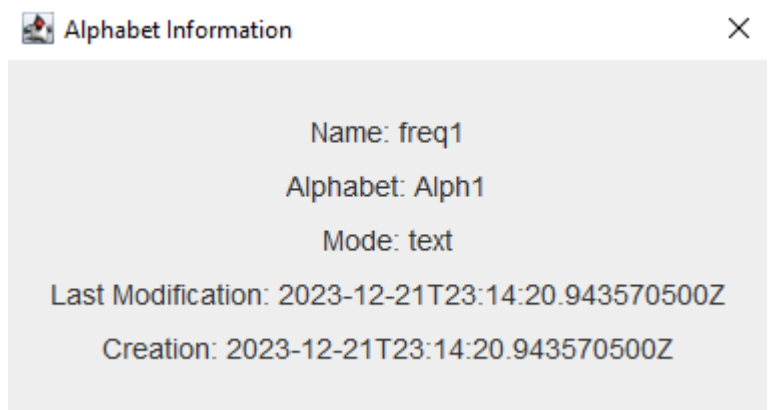 Alphabet Information
Name: freq1
Alphabet: Alph1
Mode: text
Last Modification: 2023-12-21T23:14:20.943570500Z
Creation: 2023-12-21T23:14:20.943570500Z